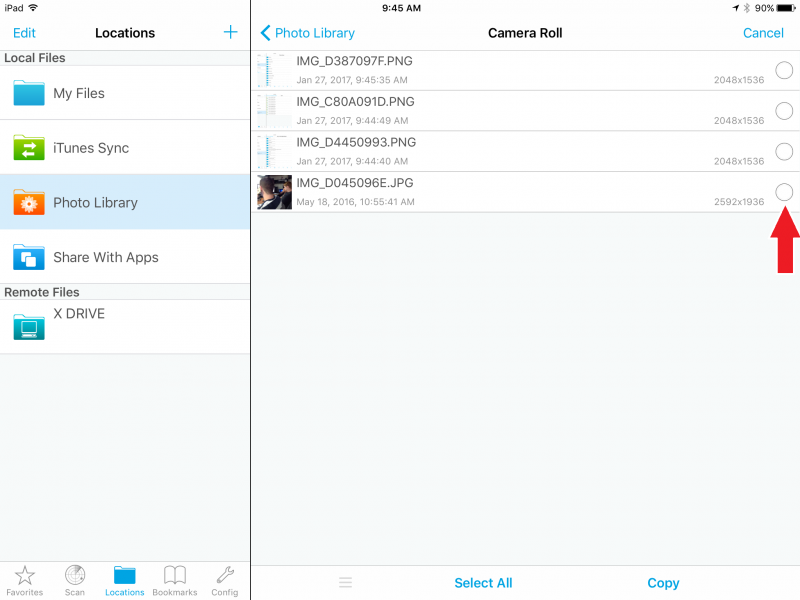 iPad 9:45 AM 90%
Edit Locations +
Local Files
My Files
iTunes Sync
Photo Library
Share With Apps
Remote Files
X DRIVE
Favorites Scan Locations Bookmarks Config
Photo Library Camera Roll Cancel
IMG_D387097F.PNG
Jan 27, 2017, 9:45:35 AM 2048x1536
IMG_C80A091D.PNG
Jan 27, 2017, 9:44:49 AM 2048x1536
IMG_D4450993.PNG
Jan 27, 2017, 9:44:40 AM 2048x1536
IMG_D045096E.JPG
May 18, 2016, 10:55:41 AM 2592x1936
Select All Copy